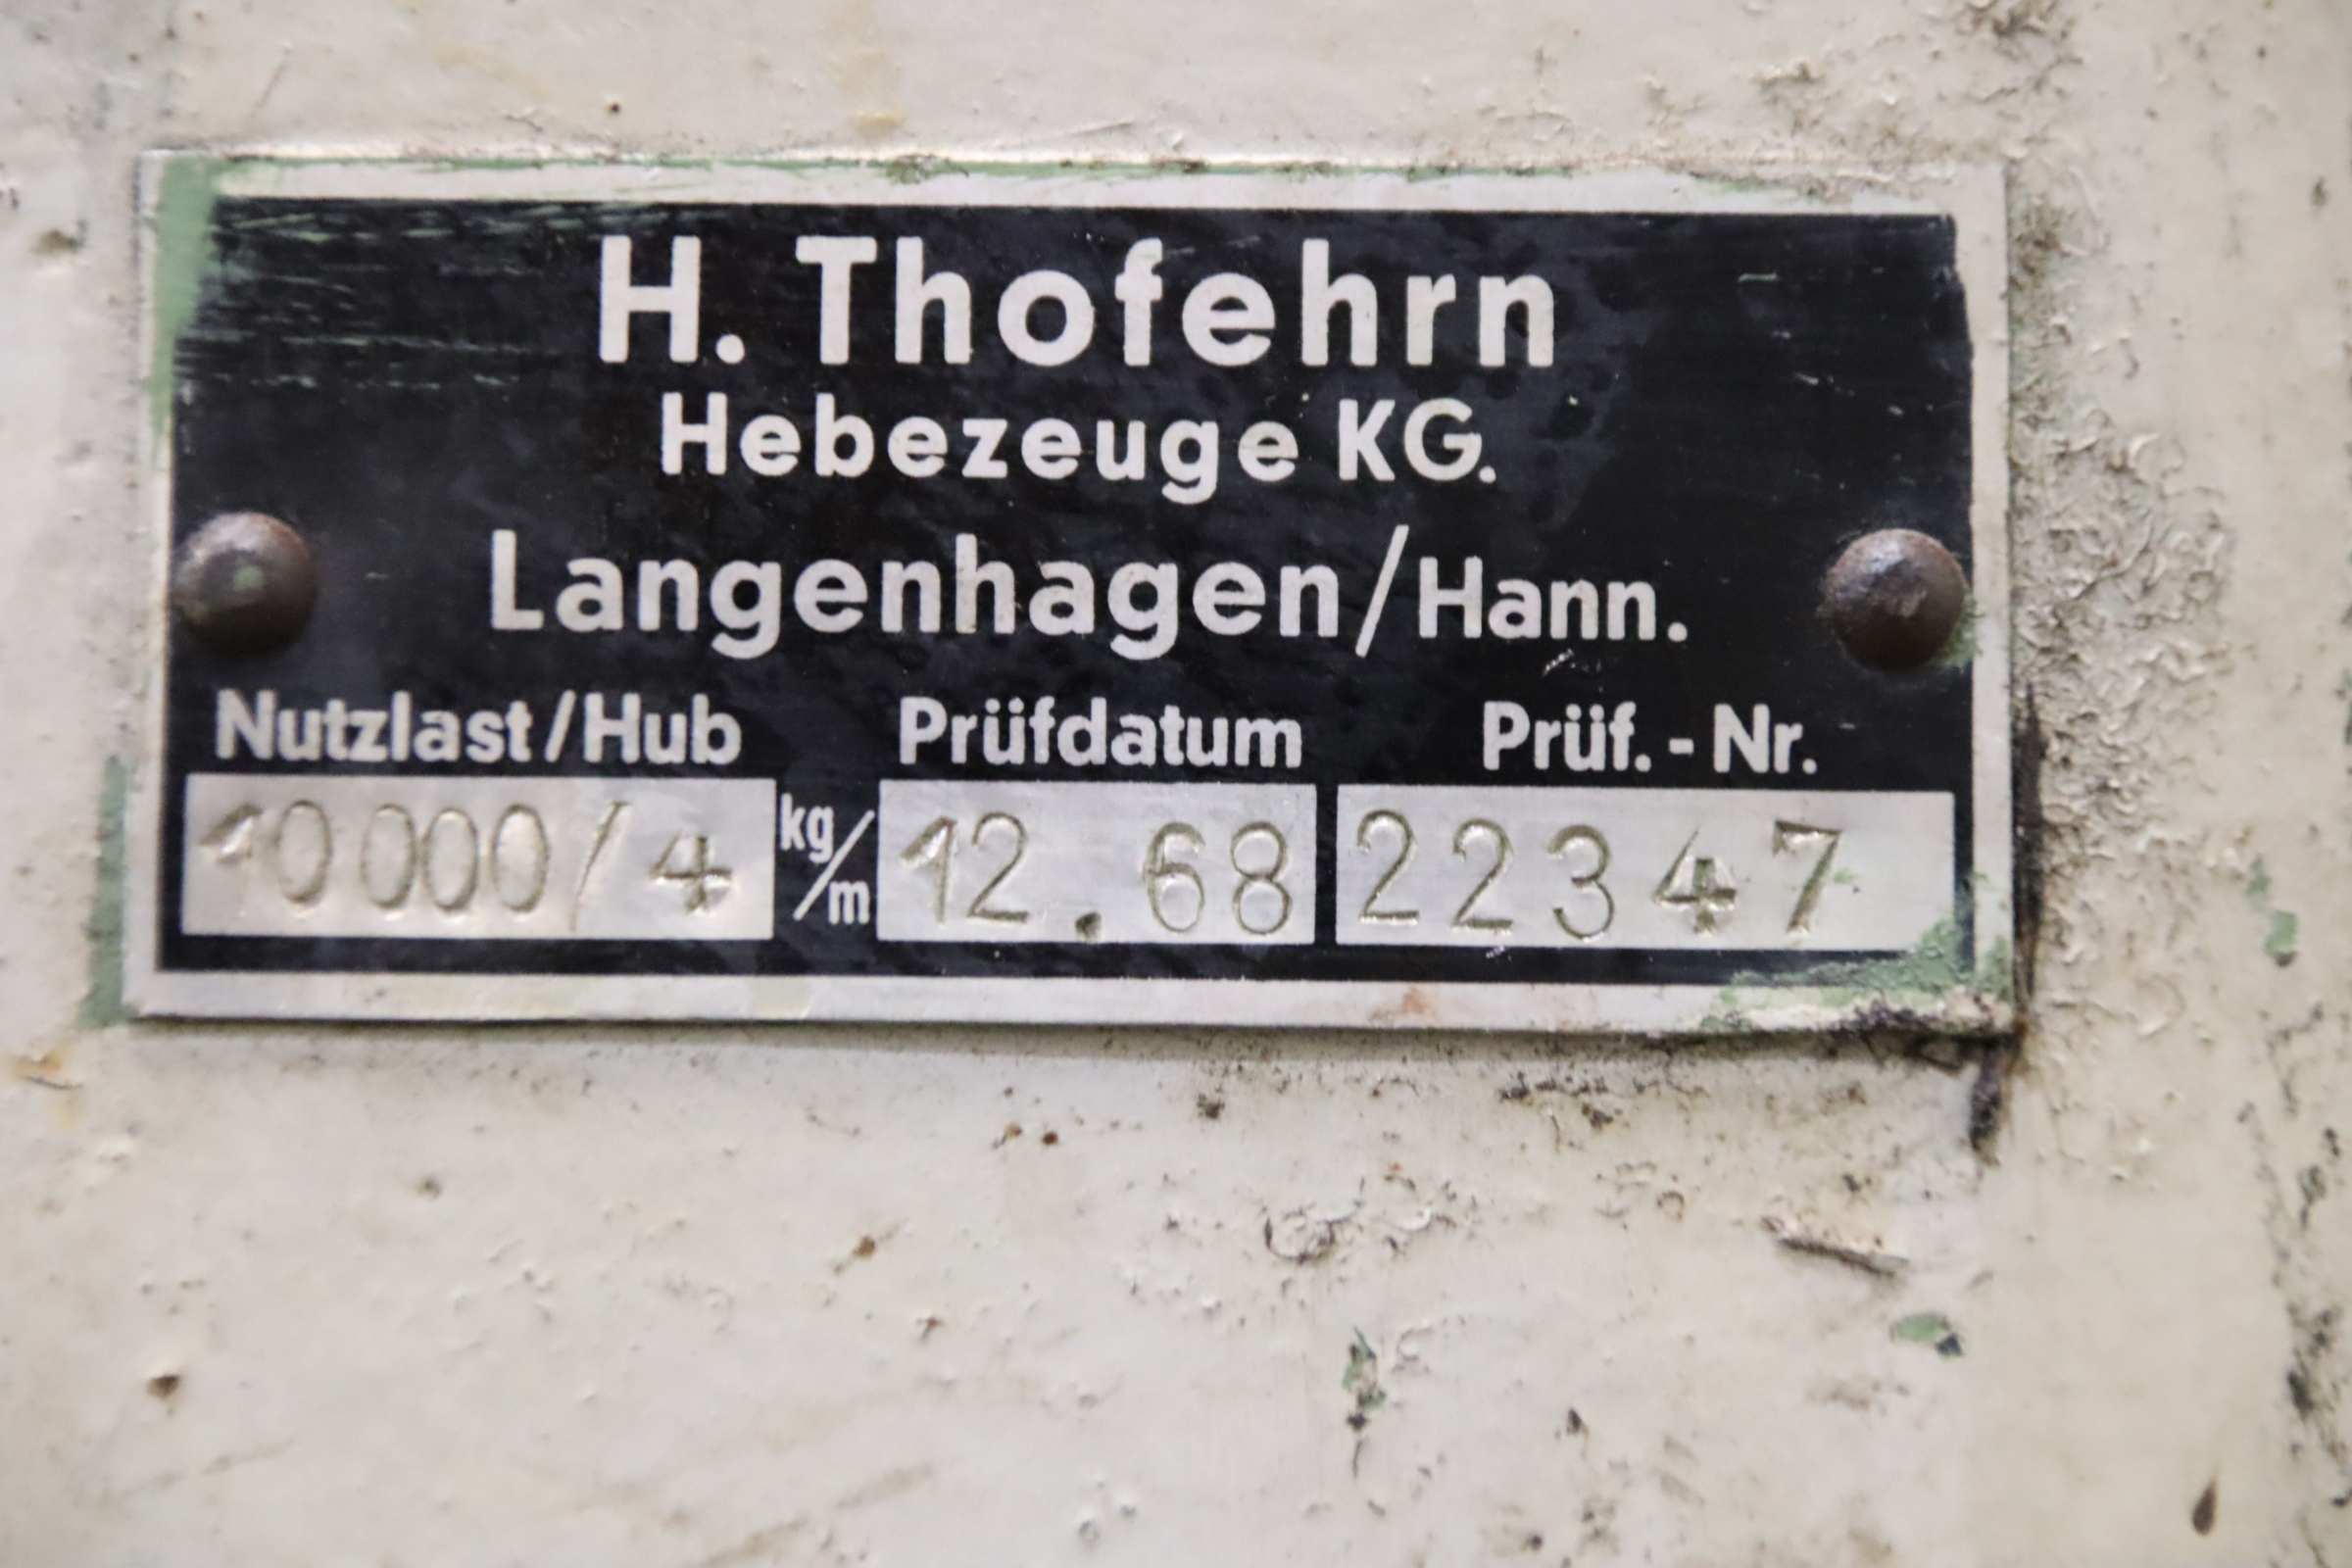 H. Thofehrn
Hebezeuge KG.
Langenhagen/Hann.
Nutzlast/Hub Prüfdatum Prüf.-Nr.
10000/4 kg/m 12.68 22347